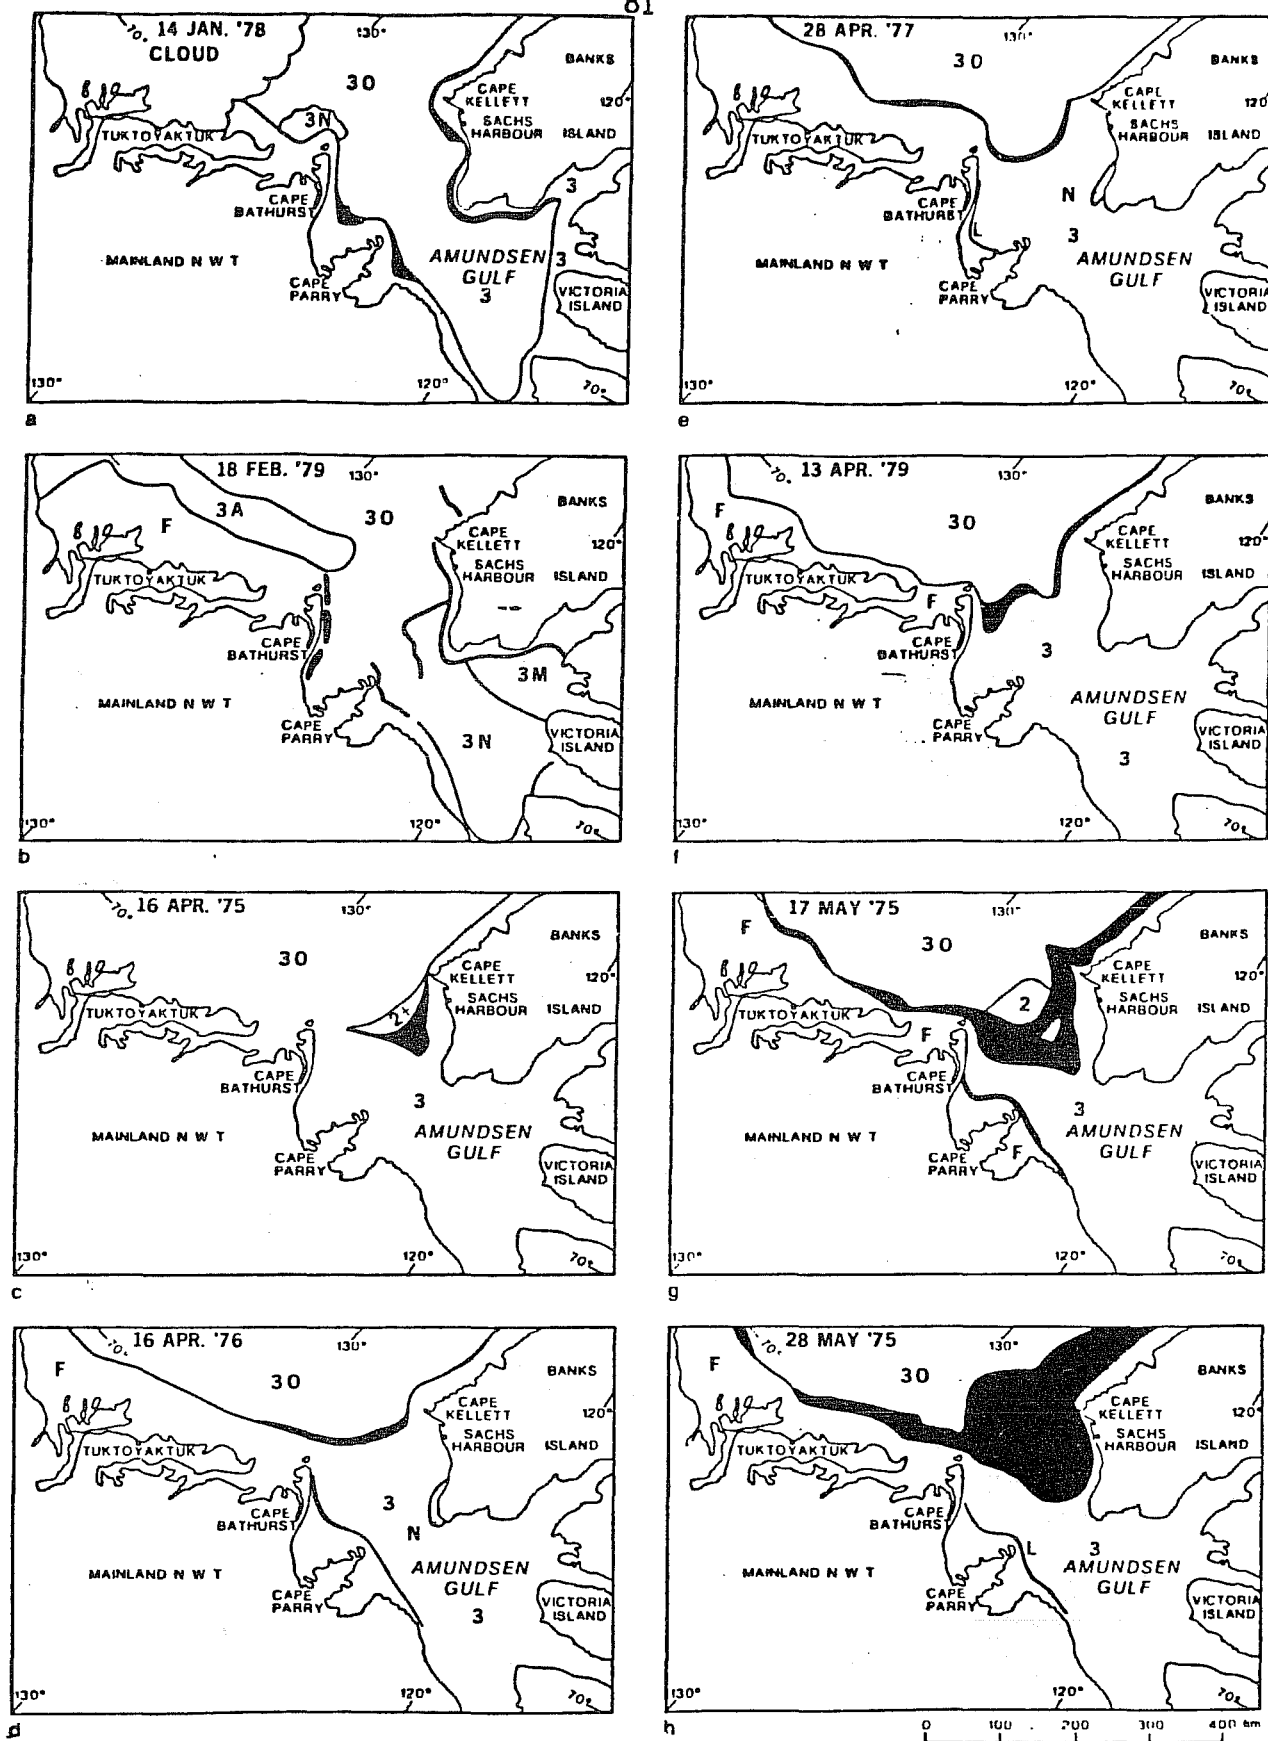 81
14 JAN. '78
CLOUD
70°
130°
30
BANKS
CAPE
KELLETT
120°
SACHS
HARBOUR
ISLAND
3N
TUKTOYAKTUK
CAPE
BATHURST
3
MAINLAND N W T
AMUNDSEN
GULF
3
3
CAPE
PARRY
VICTORIA
ISLAND
130°
120°
70°
a
18 FEB. '79
130°
3A
30
F
BANKS
CAPE
KELLETT
120°
SACHS
HARBOUR
ISLAND
TUKTOYAKTUK
CAPE
BATHURST
3M
MAINLAND N W T
CAPE
PARRY
3N
VICTORIA
ISLAND
130°
120°
70°
b
70°
16 APR. '75
130°
30
BANKS
CAPE
KELLETT
120°
SACHS
HARBOUR
ISLAND
2+
TUKTOYAKTUK
CAPE
BATHURST
3
MAINLAND N W T
AMUNDSEN
GULF
CAPE
PARRY
VICTORIA
ISLAND
130°
120°
70°
c
70°
16 APR. '76
130°
F
30
BANKS
CAPE
KELLETT
120°
SACHS
HARBOUR
ISLAND
TUKTOYAKTUK
3
N
CAPE
BATHURST
MAINLAND N W T
AMUNDSEN
GULF
3
CAPE
PARRY
VICTORIA
ISLAND
130°
120°
70°
d
28 APR. '77
130°
30
BANKS
CAPE
KELLETT
120
SACHS
HARBOUR
ISLAND
TUKTOYAKTUK
CAPE
BATHURST
N
L
3
MAINLAND N W T
AMUNDSEN
GULF
CAPE
PARRY
VICTORIA
ISLAND
130°
120°
70°
e
70°
13 APR. '79
130°
F
30
BANKS
CAPE
KELLETT
120°
SACHS
HARBOUR
ISLAND
TUKTOYAKTUK
F
CAPE
BATHURST
3
MAINLAND N W T
AMUNDSEN
GULF
CAPE
PARRY
3
VICTORIA
ISLAND
130°
120°
70°
f
17 MAY '75
130°
F
30
BANKS
CAPE
KELLETT
120°
SACHS
HARBOUR
ISLAND
2
TUKTOYAKTUK
F
CAPE
BATHURST
3
MAINLAND N W T
AMUNDSEN
GULF
CAPE
PARRY
F
VICTORIA
ISLAND
130°
120°
70°
g
70°
28 MAY '75
130°
F
30
BANKS
CAPE
KELLETT
120°
SACHS
HARBOUR
ISLAND
TUKTOYAKTUK
CAPE
BATHURST
L
3
MAINLAND N W T
AMUNDSEN
GULF
CAPE
PARRY
VICTORIA
ISLAND
130°
120°
70°
h
0 100 200 300 400 km